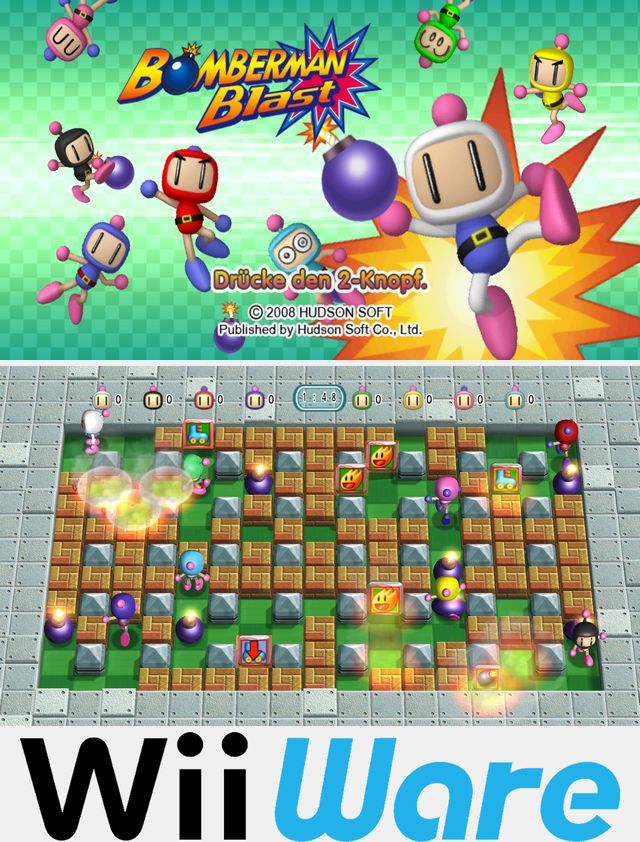 BOMBERMAN
Blast
Drücke den 2-Knopf.
© 2008 HUDSON SOFT
Published by Hudson Soft Co., Ltd.
0 0 0 0 1:48 0 0 0 0
WiiWare